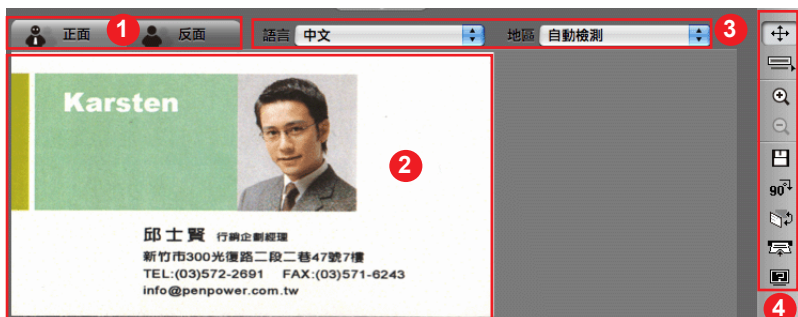 正面 1 反面 語言 中文 地區 自動檢測 3
Karsten
2
邱士賢 行銷企劃經理
新竹市300光復路二段二巷47號7樓
TEL:(03)572-2691 FAX:(03)571-6243
info@penpower.com.tw
90°
4